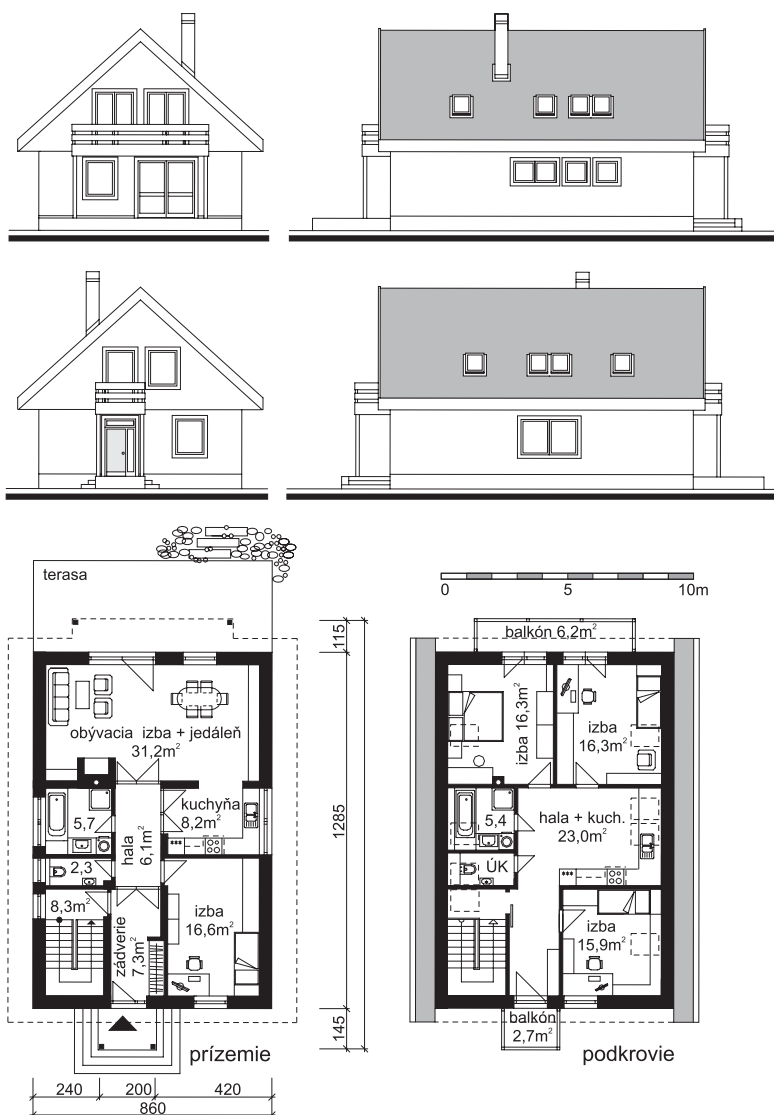 terasa
0 5 10m
115
balkón 6,2m²
obývacia izba + jedáleň
31,2m²
izba 16,3m²
izba
16,3m²
kuchyňa
8,2m²
5,7
hala
6,1m²
1285
5,4
hala + kuch.
23,0m²
2,3
ÚK
8,3m²
izba
16,6m²
zádverie
7,3m²
izba
15,9m²
145
balkón
2,7m²
prízemie
podkrovie
240 200 420
860